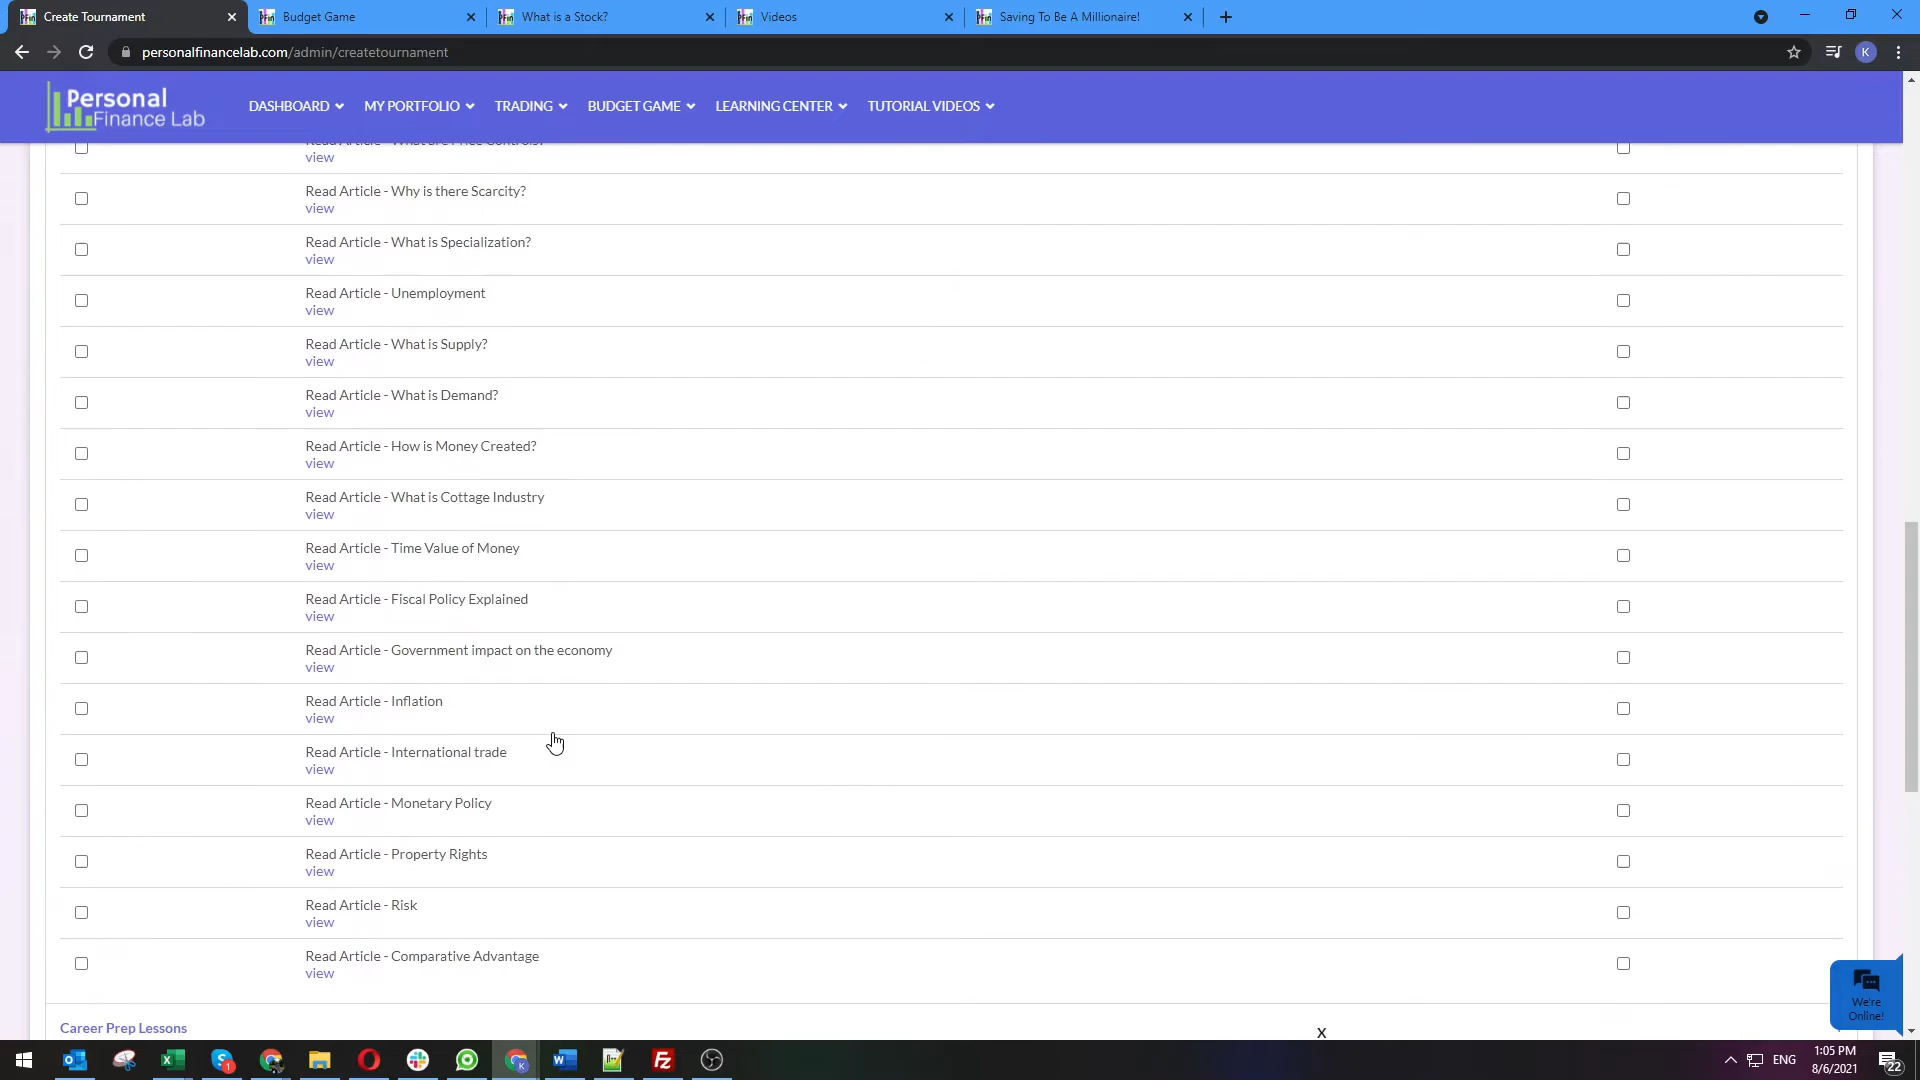 Create Tournament
Budget Game
What is a Stock?
Videos
Saving To Be A Millionaire!
personalfinancelab.com/admin/createtournament
K
Personal
Finance Lab
DASHBOARD
MY PORTFOLIO
TRADING
BUDGET GAME
LEARNING CENTER
TUTORIAL VIDEOS
Read Article - What are Price Controls?
view
Read Article - Why is there Scarcity?
view
Read Article - What is Specialization?
view
Read Article - Unemployment
view
Read Article - What is Supply?
view
Read Article - What is Demand?
view
Read Article - How is Money Created?
view
Read Article - What is Cottage Industry
view
Read Article - Time Value of Money
view
Read Article - Fiscal Policy Explained
view
Read Article - Government impact on the economy
view
Read Article - Inflation
view
Read Article - International trade
view
Read Article - Monetary Policy
view
Read Article - Property Rights
view
Read Article - Risk
view
Read Article - Comparative Advantage
view
Career Prep Lessons
We're
Online!
x
ENG
1:05 PM
8/6/2021
22